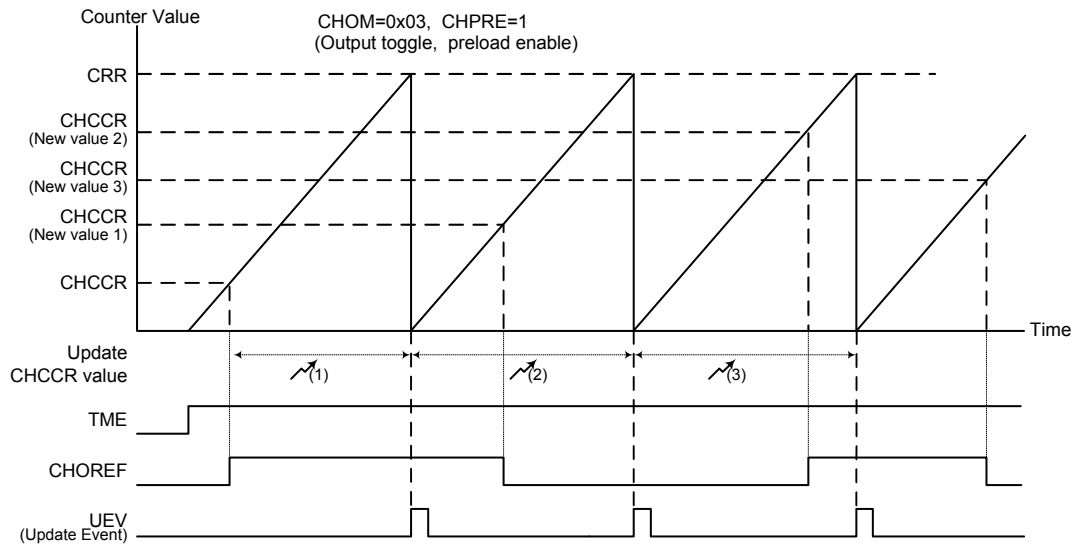 Counter Value
CHOM=0x03, CHPRE=1
(Output toggle, preload enable)
CRR
CHCCR
(New value 2)
CHCCR
(New value 3)
CHCCR
(New value 1)
CHCCR
Time
Update
CHCCR value
(1)
(2)
(3)
TME
CHOREF
UEV
(Update Event)